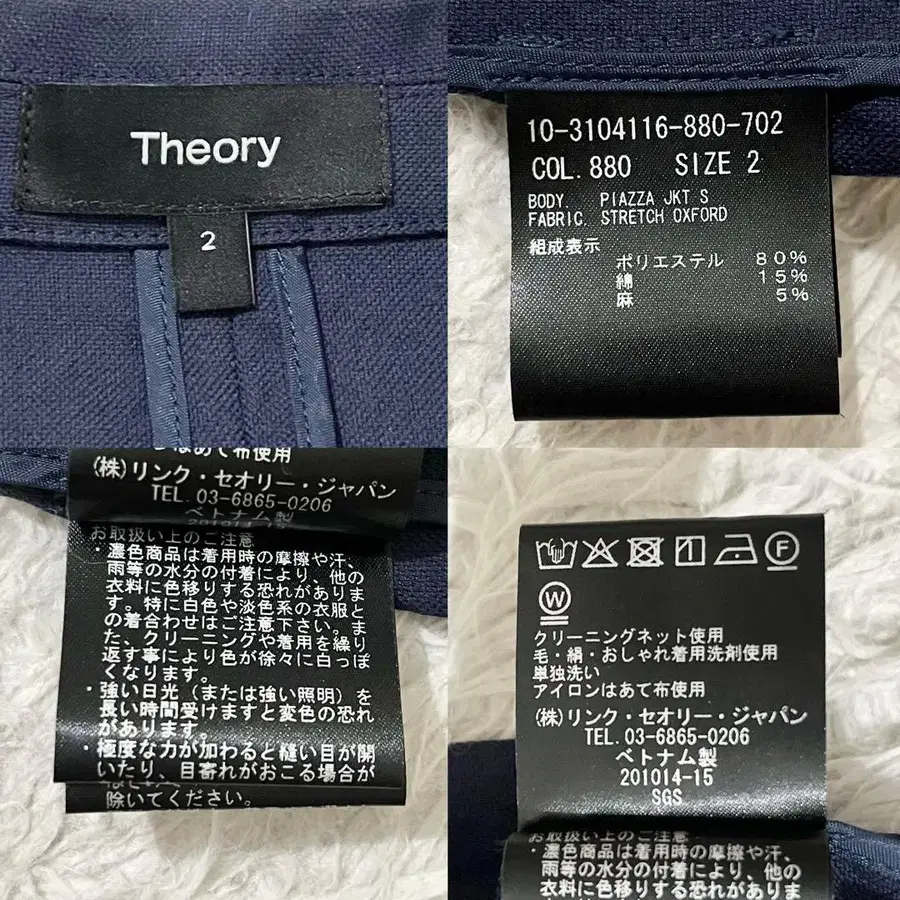 Theory
2
10-3104116-880-702
COL. 880 SIZE 2
BODY. PIAZZA JKT S
FABRIC. STRETCH OXFORD
組成表示
ポリエステル 80%
綿 15%
麻 5%
はあて布使用
(株)リンク・セオリー・ジャパン
TEL. 03-6865-0206
ベトナム製
201014-1
お取扱い上のご注意
・濃色商品は着用時の摩擦や汗、
雨等の水分の付着により、他の
衣料に色移りする恐れがありま
す。特に白色や淡色系の衣服と
の着合わせはご注意下さい。ま
た、クリーニングや着用を繰り
返す事により色が徐々に白っぽ
くなります。
・強い日光(または強い照明)を
長い時間受けますと変色の恐れ
があります。
・極度な力が加わると縫い目が開
いたり、目寄れがおこる場合が
除いてください。
F
W
クリーニングネット使用
毛・絹・おしゃれ着用洗剤使用
単独洗い
アイロンはあて布使用
(株)リンク・セオリー・ジャパン
TEL. 03-6865-0206
ベトナム製
201014-15
SGS
お取扱い上のご注意
・濃色商品は着用時の摩擦や汗、
雨等の水分の付着により、他の
衣料に色移りする恐れがありま